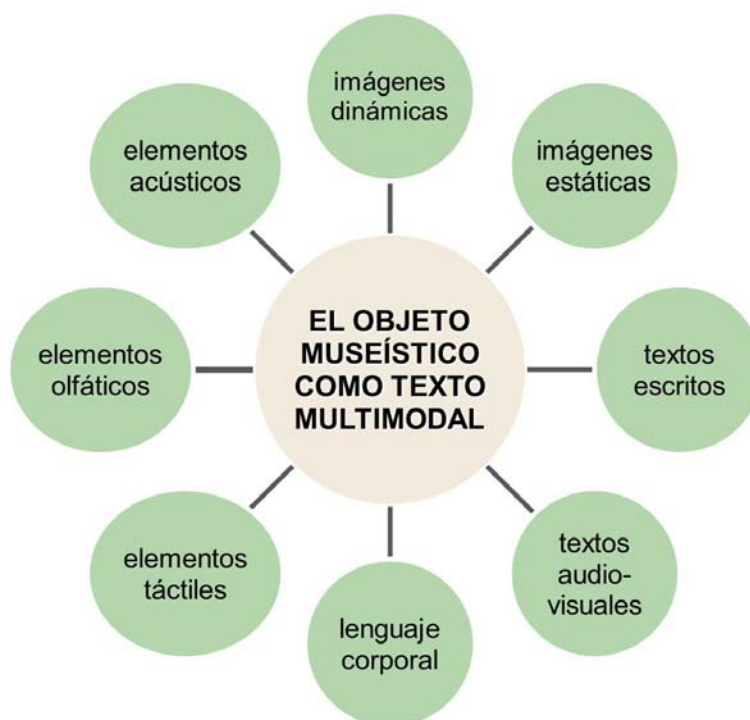 imágenes
dinámicas
imágenes
estáticas
textos
escritos
textos
audio-
visuales
lenguaje
corporal
elementos
táctiles
elementos
olfáticos
elementos
acústicos
EL OBJETO
MUSEÍSTICO
COMO TEXTO
MULTIMODAL